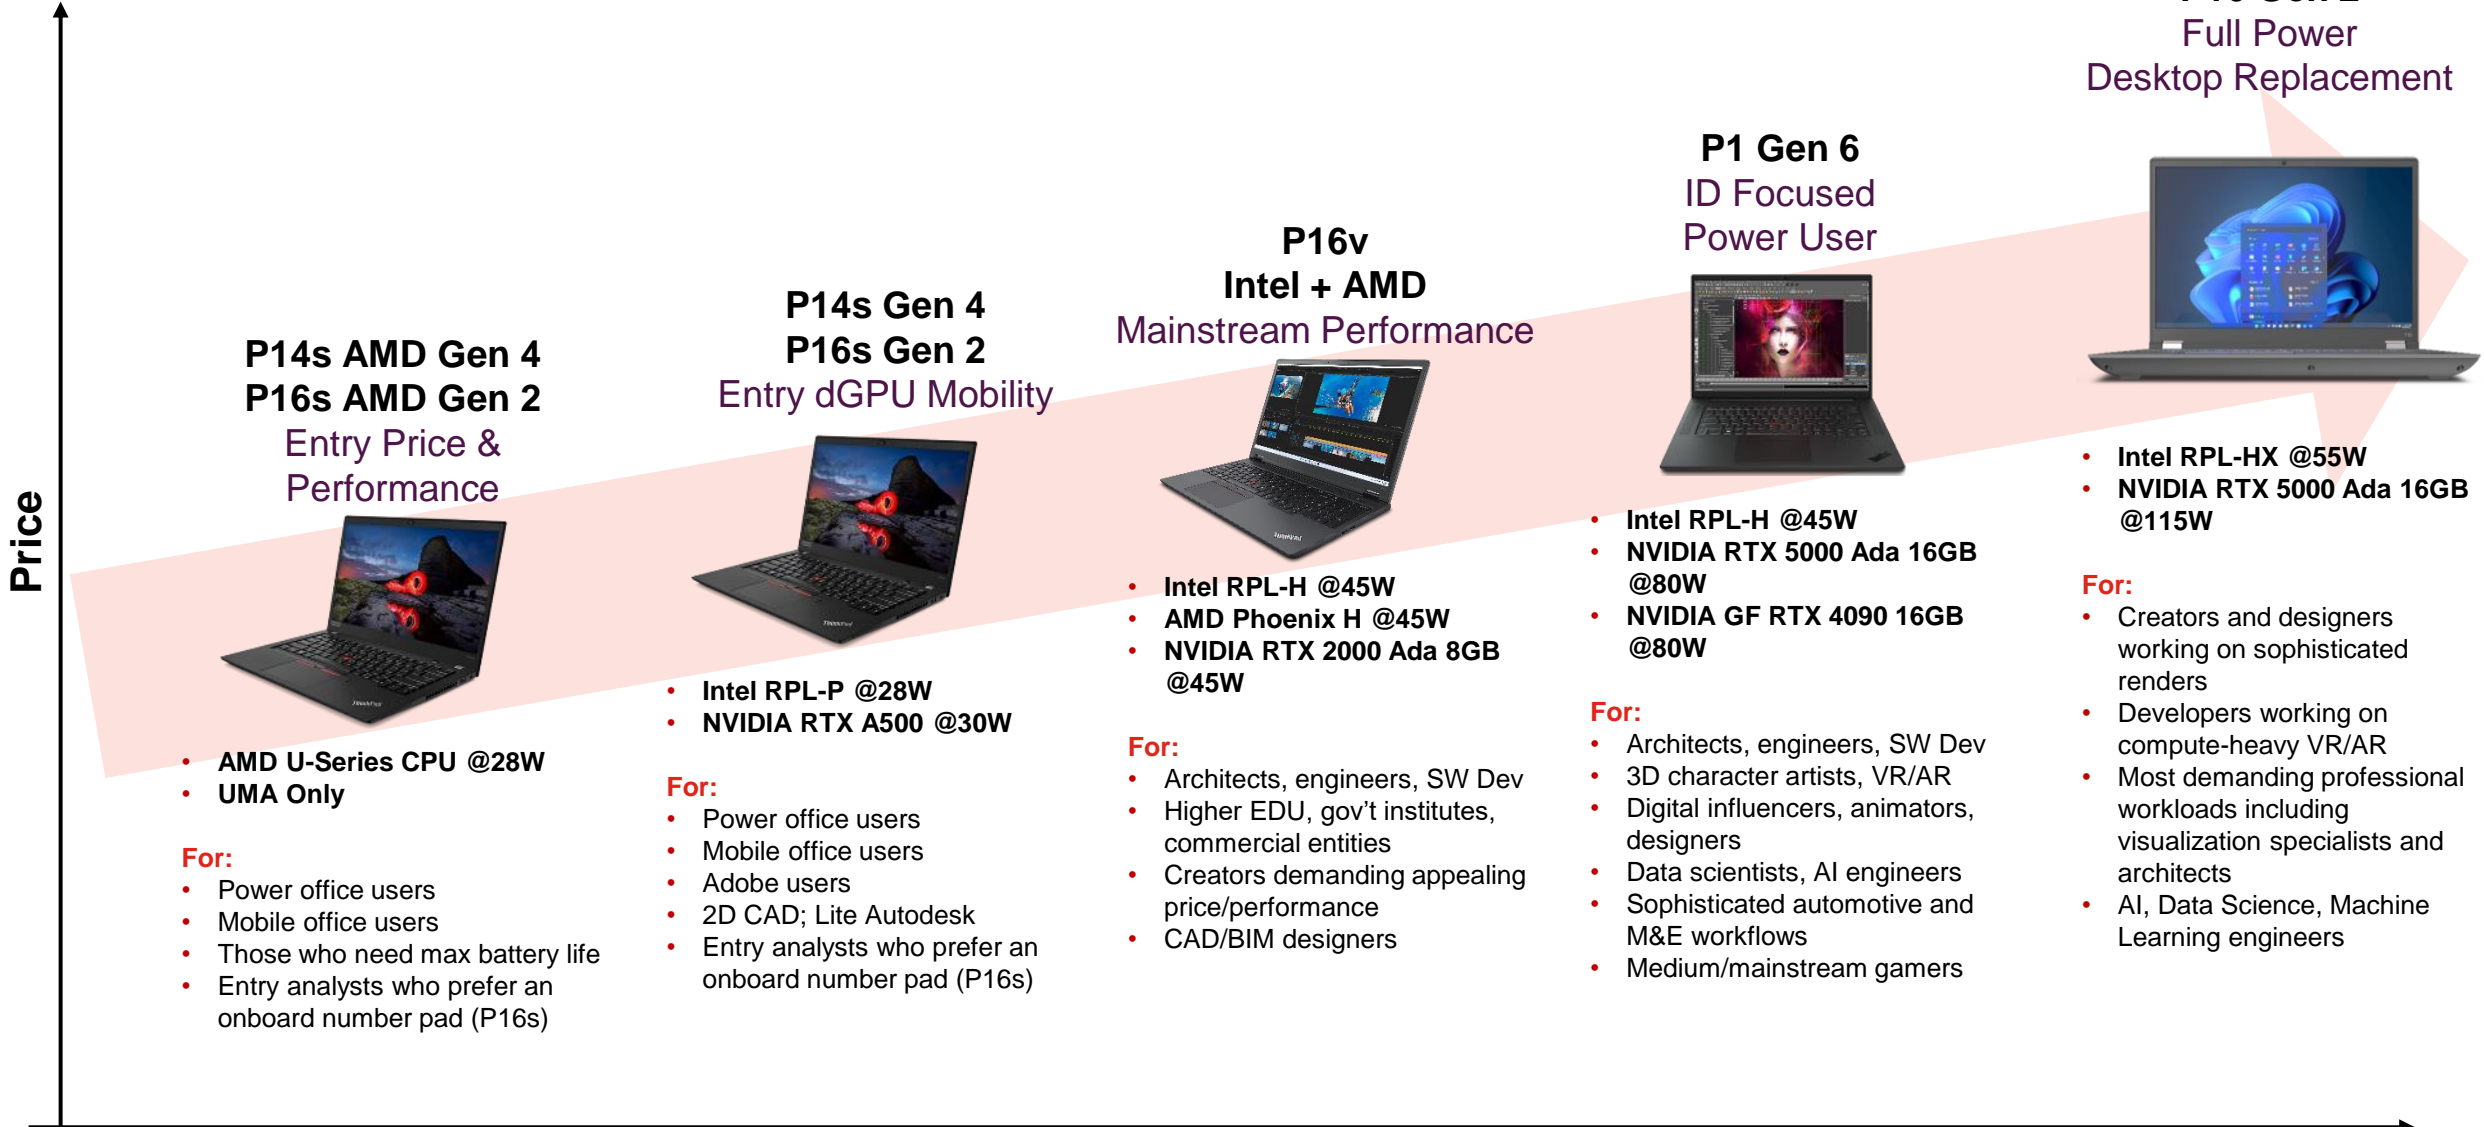 Price
P14s AMD Gen 4
P16s AMD Gen 2
Entry Price &
Performance
• AMD U-Series CPU @28W
• UMA Only
For:
• Power office users
• Mobile office users
• Those who need max battery life
• Entry analysts who prefer an
onboard number pad (P16s)
P14s Gen 4
P16s Gen 2
Entry dGPU Mobility
• Intel RPL-P @28W
• NVIDIA RTX A500 @30W
For:
• Power office users
• Mobile office users
• Adobe users
• 2D CAD; Lite Autodesk
• Entry analysts who prefer an
onboard number pad (P16s)
P16v
Intel + AMD
Mainstream Performance
• Intel RPL-H @45W
• AMD Phoenix H @45W
• NVIDIA RTX 2000 Ada 8GB
@45W
For:
• Architects, engineers, SW Dev
• Higher EDU, gov’t institutes,
commercial entities
• Creators demanding appealing
price/performance
• CAD/BIM designers
P1 Gen 6
ID Focused
Power User
• Intel RPL-H @45W
• NVIDIA RTX 5000 Ada 16GB
@80W
• NVIDIA GF RTX 4090 16GB
@80W
For:
• Architects, engineers, SW Dev
• 3D character artists, VR/AR
• Digital influencers, animators,
designers
• Data scientists, AI engineers
• Sophisticated automotive and
M&E workflows
• Medium/mainstream gamers
Full Power
Desktop Replacement
• Intel RPL-HX @55W
• NVIDIA RTX 5000 Ada 16GB
@115W
For:
• Creators and designers
working on sophisticated
renders
• Developers working on
compute-heavy VR/AR
• Most demanding professional
workloads including
visualization specialists and
architects
• AI, Data Science, Machine
Learning engineers